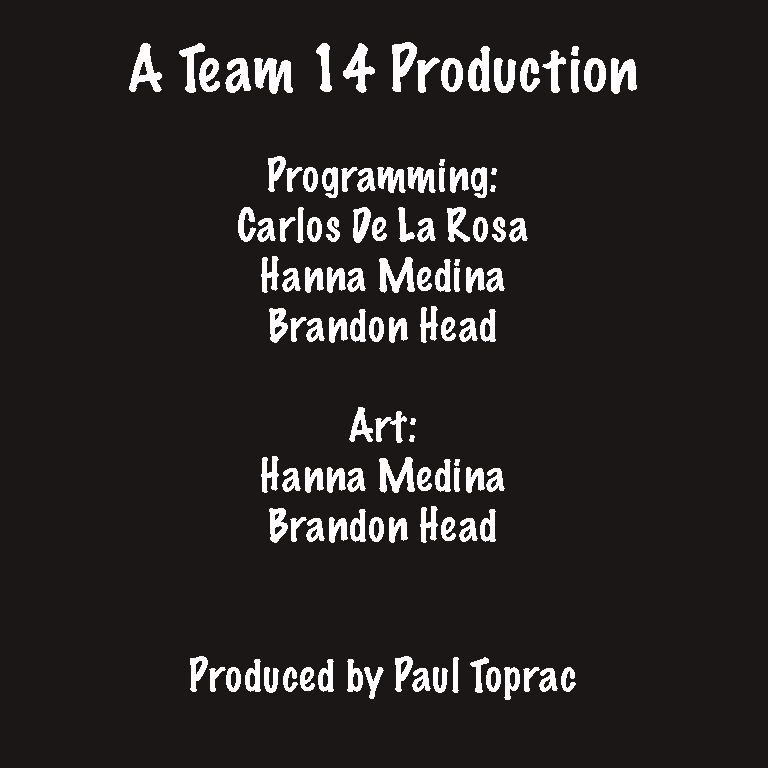 A Team 14 Production
Programming:
Carlos De La Rosa
Hanna Medina
Brandon Head
Art:
Hanna Medina
Brandon Head
Produced by Paul Toprac